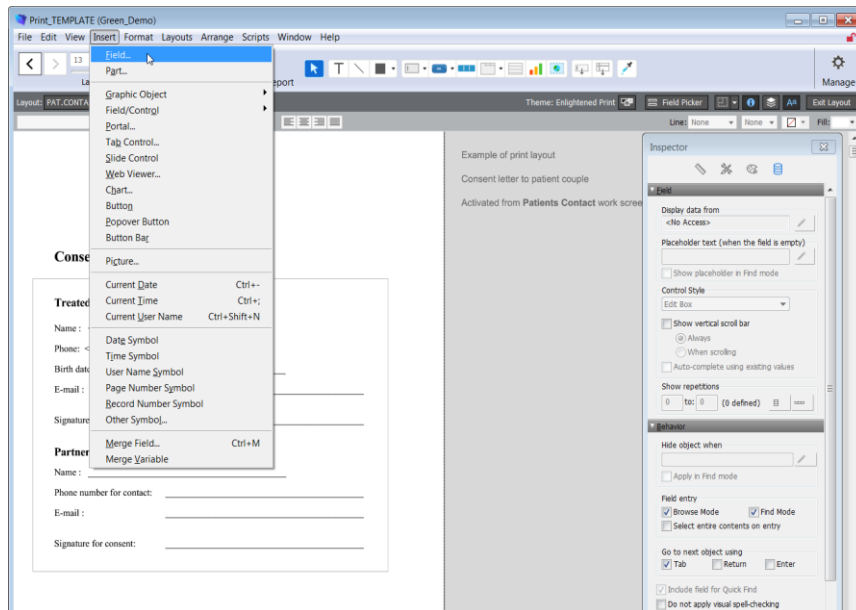 Print_TEMPLATE (Green_Demo)
File Edit View Insert Format Layouts Arrange Scripts Window Help
13
Manage
Layout: PAT.CONTA
Theme: Enlightened Print
Field Picker
Aa
Exit Layout
Line: None
None
Fill:
Field...
Part...
Graphic Object
Field/Control
Portal...
Tab Control...
Slide Control
Web Viewer...
Chart...
Button
Popover Button
Button Bar
Picture...
Current Date Ctrl+-
Current Time Ctrl+;
Current User Name Ctrl+Shift+N
Date Symbol
Time Symbol
User Name Symbol
Page Number Symbol
Record Number Symbol
Other Symbol...
Merge Field... Ctrl+M
Merge Variable
Conse
Treated
Name :
Phone: <
Birth date
E-mail :
Signature
Partner
Name :
Phone number for contact:
E-mail :
Signature for consent:
Example of print layout
Consent letter to patient couple
Activated from Patients Contact work scree
Inspector
Field
Display data from
<No Access>
Placeholder text (when the field is empty)
Show placeholder in Find mode
Control Style
Edit Box
Show vertical scroll bar
Always
When scrolling
Auto-complete using existing values
Show repetitions
0 to: 0 (0 defined)
Behavior
Hide object when
Apply in Find mode
Field entry
Browse Mode Find Mode
Select entire contents on entry
Go to next object using
Tab Return Enter
Include field for Quick Find
Do not apply visual spell-checking